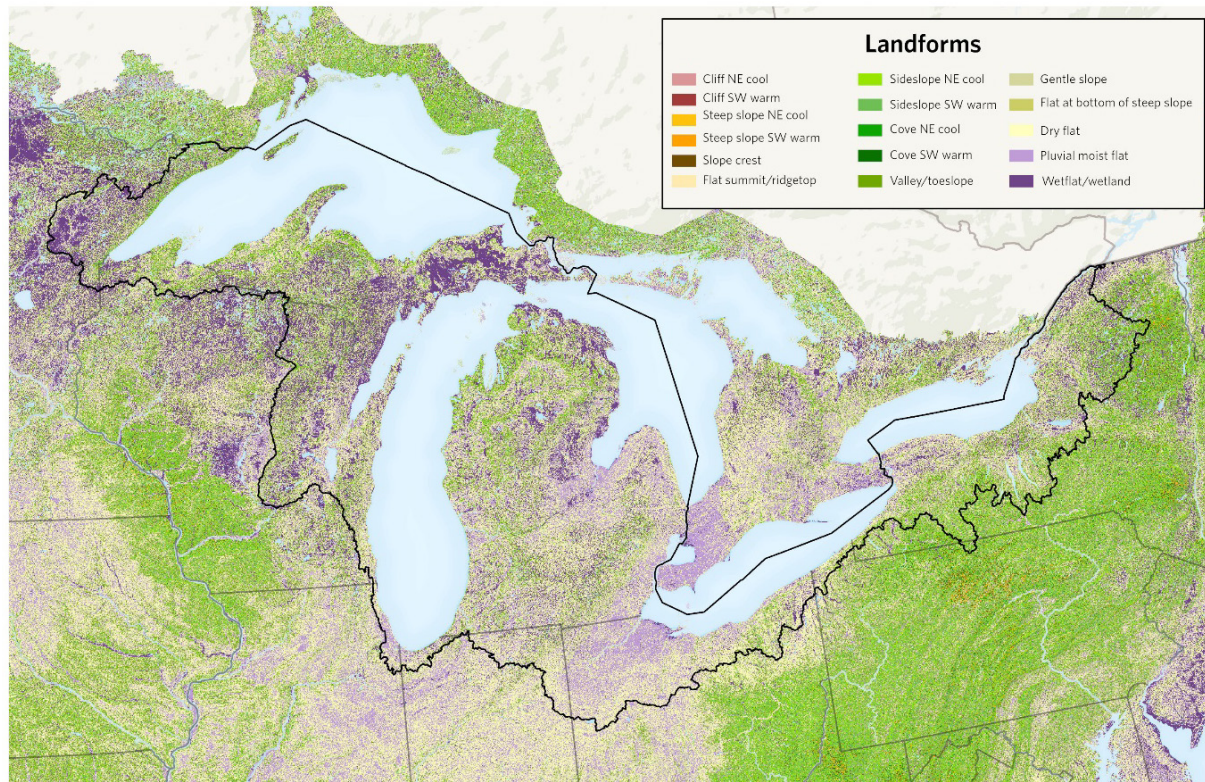 Landforms
Cliff NE cool
Cliff SW warm
Steep slope NE cool
Steep slope SW warm
Slope crest
Flat summit/ridgetop
Sideslope NE cool
Sideslope SW warm
Cove NE cool
Cove SW warm
Valley/toeslope
Gentle slope
Flat at bottom of steep slope
Dry flat
Pluvial moist flat
Wetflat/wetland